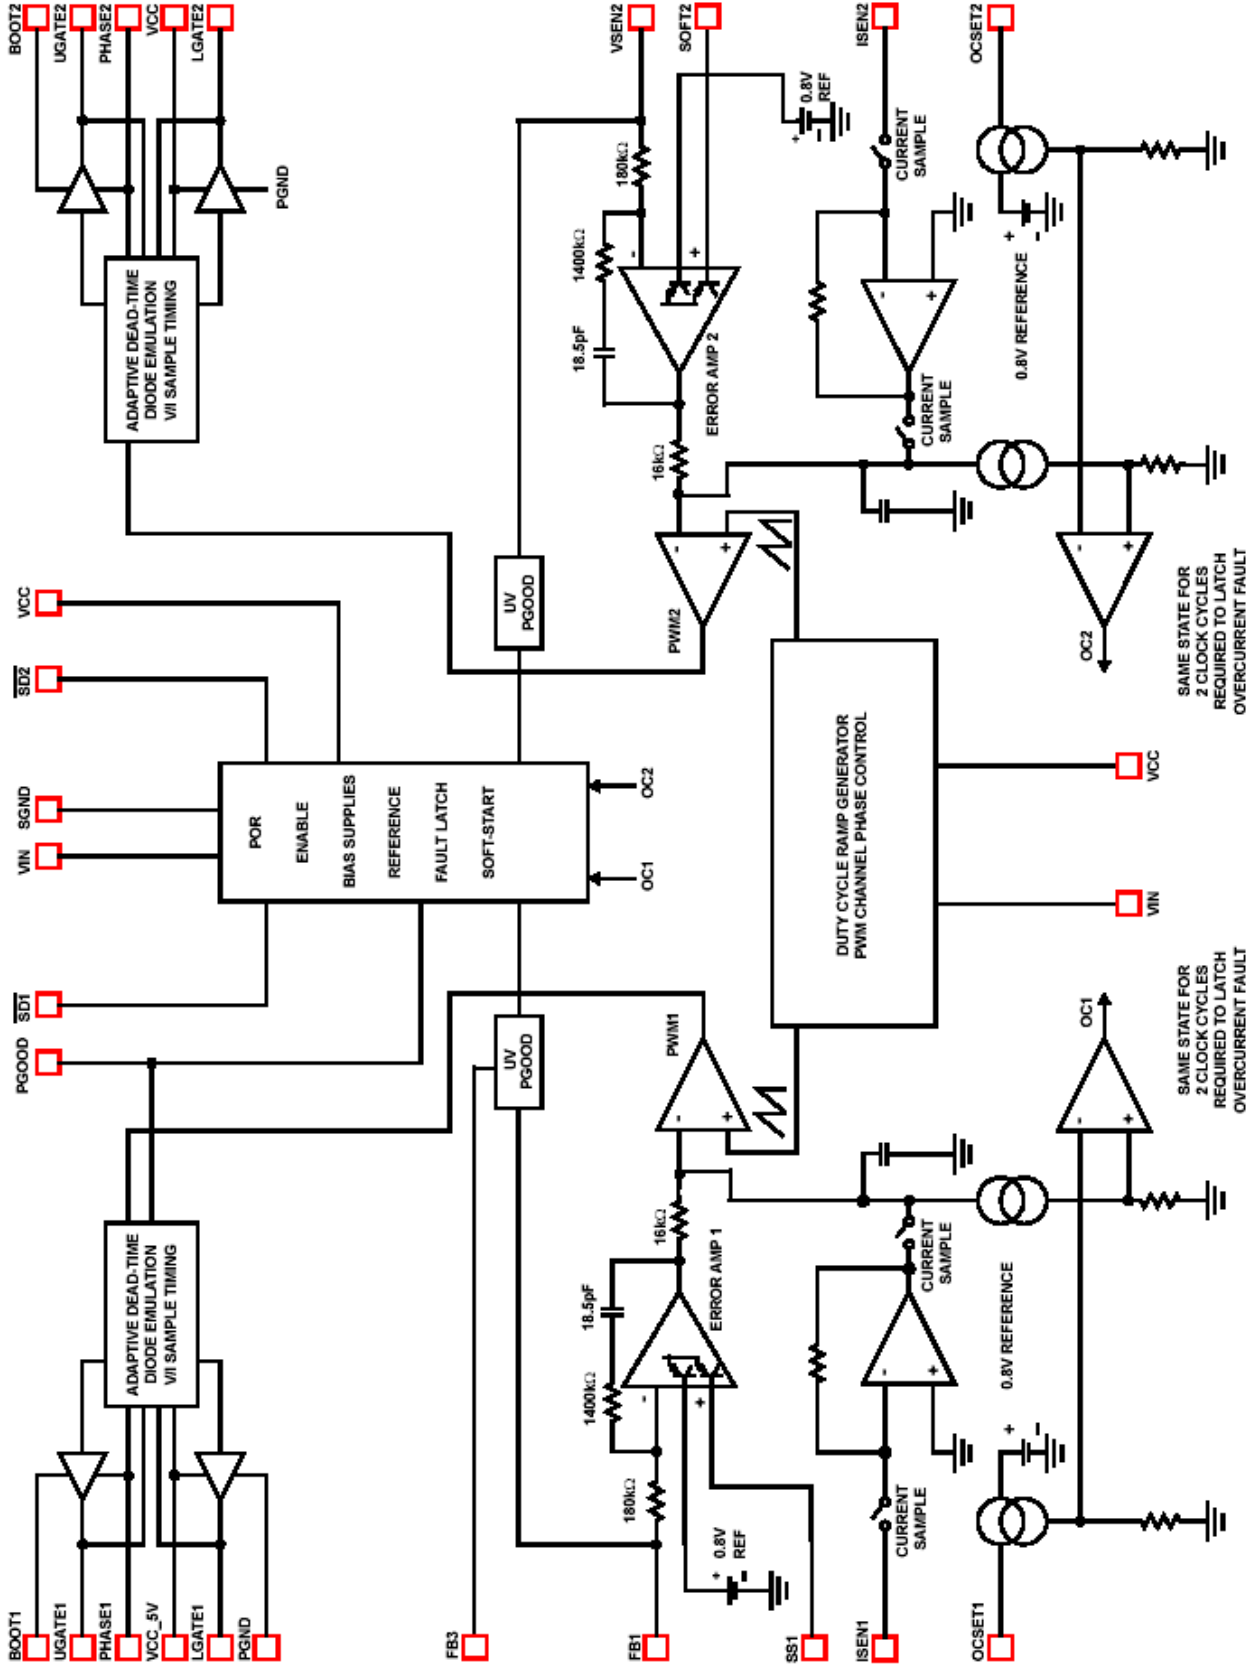 BOOT1
UGATE1
PHASE1
VCC_5V
LGATE1
PGND
ADAPTIVE DEAD-TIME
DIODE EMULATION
V/I SAMPLE TIMING
PGOOD
SD1
VIN
SGND
SD2
VCC
POR
ENABLE
BIAS SUPPLIES
REFERENCE
FAULT LATCH
SOFT-START
OC1
OC2
BOOT2
UGATE2
PHASE2
VCC
LGATE2
ADAPTIVE DEAD-TIME
DIODE EMULATION
V/I SAMPLE TIMING
PGND
FB3
UV
PGOOD
UV
PGOOD
FB1
180kΩ
1400kΩ
18.5pF
-
+
16kΩ
ERROR AMP 1
0.8V
REF
+
-
SS1
PWM1
-
+
DUTY CYCLE RAMP GENERATOR
PWM CHANNEL PHASE CONTROL
VIN
VCC
PWM2
-
+
16kΩ
18.5pF
1400kΩ
180kΩ
-
+
ERROR AMP 2
VSEN2
SOFT2
0.8V
REF
+
-
ISEN1
CURRENT
SAMPLE
-
+
CURRENT
SAMPLE
OCSET1
0.8V REFERENCE
+
-
-
+
OC1
SAME STATE FOR
2 CLOCK CYCLES
REQUIRED TO LATCH
OVERCURRENT FAULT
ISEN2
CURRENT
SAMPLE
-
+
CURRENT
SAMPLE
OCSET2
0.8V REFERENCE
+
-
-
+
OC2
SAME STATE FOR
2 CLOCK CYCLES
REQUIRED TO LATCH
OVERCURRENT FAULT